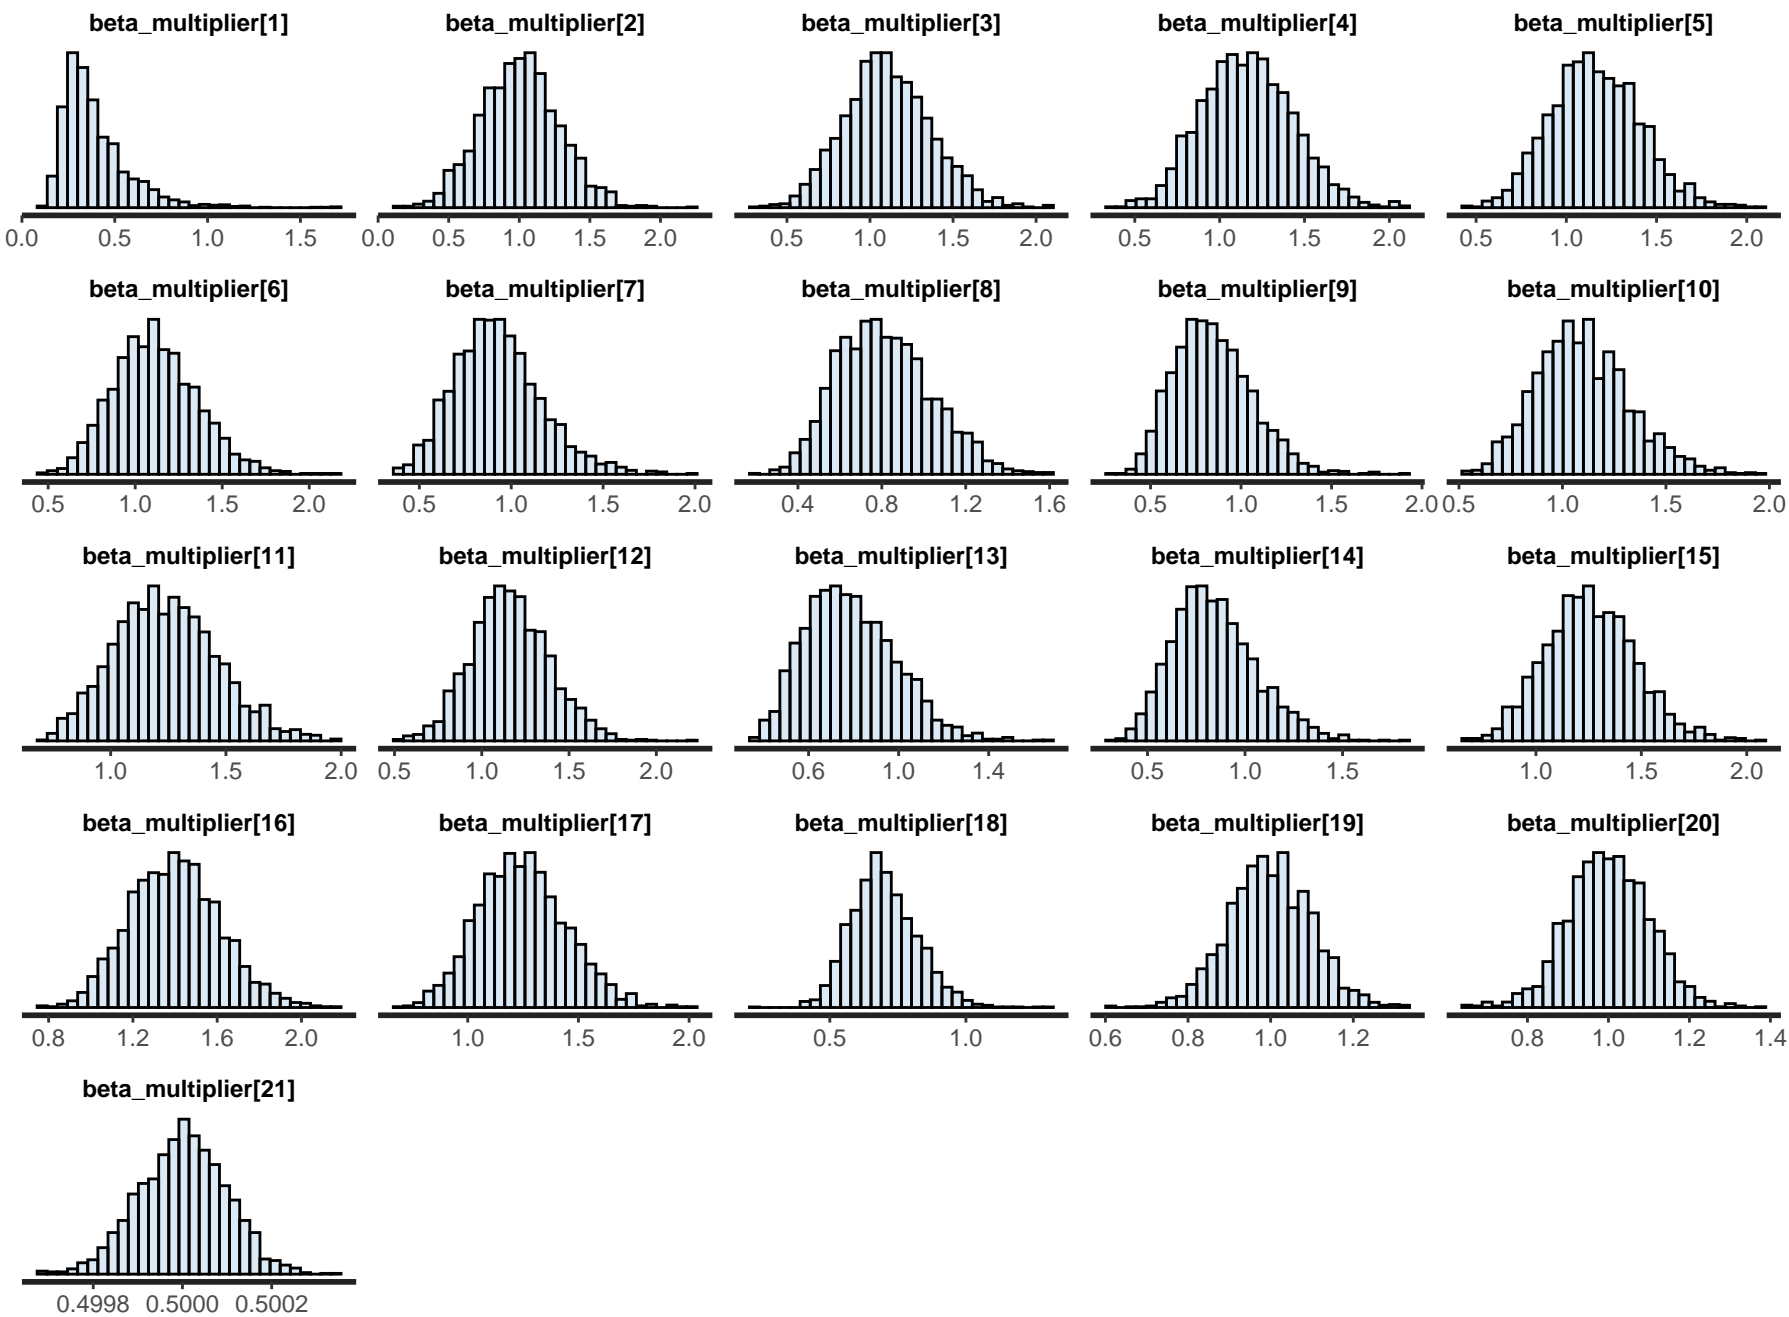 beta_multiplier[1] beta_multiplier[2] beta_multiplier[3] beta_multiplier[4] beta_multiplier[5]
0.0 0.5 1.0 1.5 0.0 0.5 1.0 1.5 2.0 0.5 1.0 1.5 2.0 0.5 1.0 1.5 2.0 0.5 1.0 1.5 2.0
beta_multiplier[6] beta_multiplier[7] beta_multiplier[8] beta_multiplier[9] beta_multiplier[10]
0.5 1.0 1.5 2.0 0.5 1.0 1.5 2.0 0.4 0.8 1.2 1.6 0.5 1.0 1.5 2.0 0.5 1.0 1.5 2.0
beta_multiplier[11] beta_multiplier[12] beta_multiplier[13] beta_multiplier[14] beta_multiplier[15]
1.0 1.5 2.0 0.5 1.0 1.5 2.0 0.6 1.0 1.4 0.5 1.0 1.5 1.0 1.5 2.0
beta_multiplier[16] beta_multiplier[17] beta_multiplier[18] beta_multiplier[19] beta_multiplier[20]
0.8 1.2 1.6 2.0 1.0 1.5 2.0 0.5 1.0 0.6 0.8 1.0 1.2 0.8 1.0 1.2 1.4
beta_multiplier[21]
0.4998 0.5000 0.5002